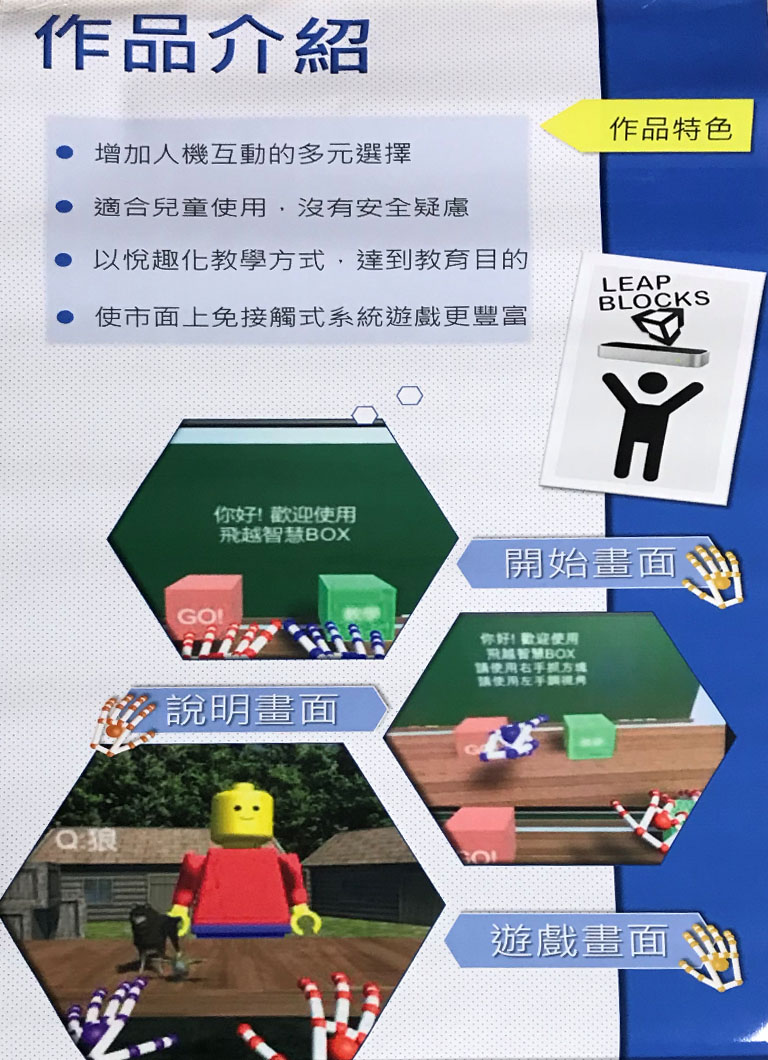 作品介紹
作品特色
增加人機互動的多元選擇
適合兒童使用，沒有安全疑慮
以悅趣化教學方式，達到教育目的
使市面上免接觸式系統遊戲更豐富
LEAP
BLOCKS
你好! 歡迎使用
飛越智慧BOX
GO!
教學
開始畫面
你好! 歡迎使用
飛越智慧BOX
請使用右手抓方塊
請使用左手調視角
說明畫面
Q:狼
遊戲畫面